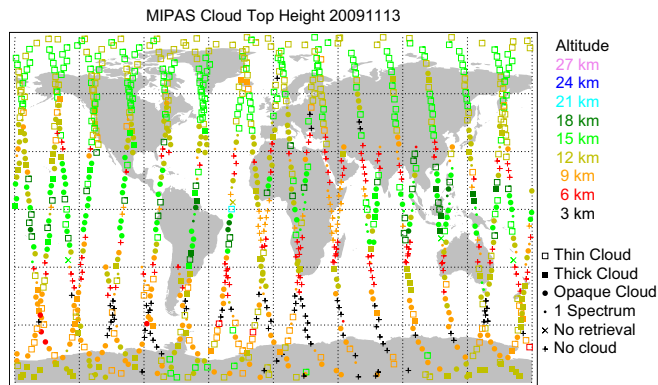 MIPAS Cloud Top Height 20091113
Altitude
27 km
24 km
21 km
18 km
15 km
12 km
9 km
6 km
3 km
Thin Cloud
Thick Cloud
Opaque Cloud
1 Spectrum
No retrieval
No cloud